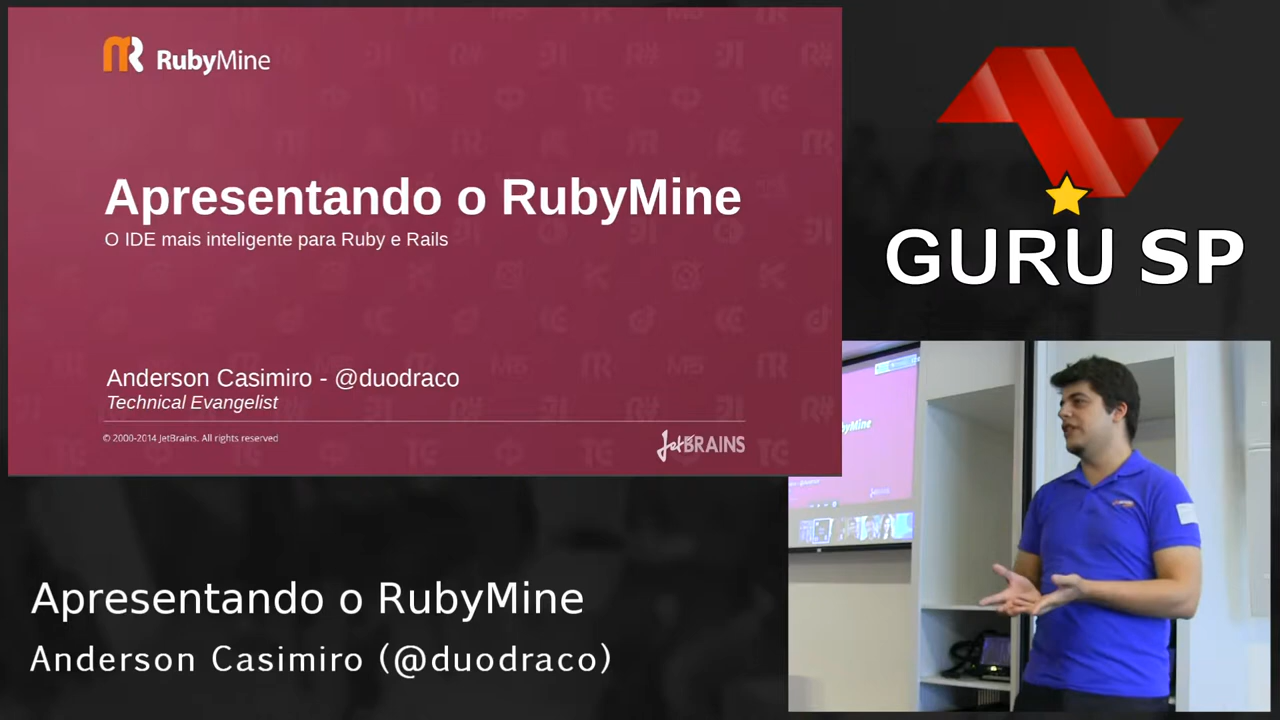 RubyMine
Apresentando o RubyMine
O IDE mais inteligente para Ruby e Rails
Anderson Casimiro - @duodraco
Technical Evangelist
© 2000-2014 JetBrains. All rights reserved
JetBRAINS
GURU SP
Apresentando o RubyMine
Anderson Casimiro (@duodraco)